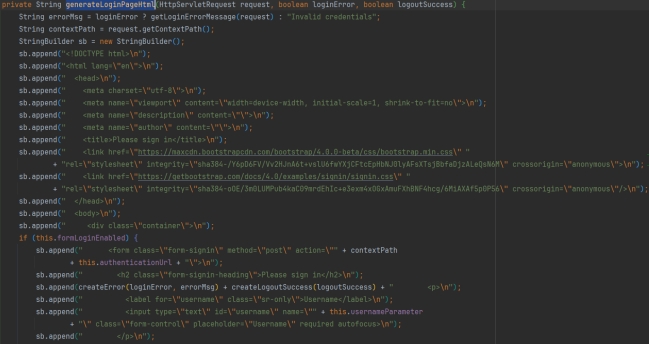 private String generateLoginPageHtml(HttpServletRequest request, boolean loginError, boolean logoutSuccess) {
String errorMsg = loginError ? getLoginErrorMessage(request) : "Invalid credentials";
String contextPath = request.getContextPath();
StringBuilder sb = new StringBuilder();
sb.append("<!DOCTYPE html>\n");
sb.append("<html lang=\"en\">\n");
sb.append("  <head>\n");
sb.append("    <meta charset=\"utf-8\">\n");
sb.append("    <meta name=\"viewport\" content=\"width=device-width, initial-scale=1, shrink-to-fit=no\">\n");
sb.append("    <meta name=\"description\" content=\"\">\n");
sb.append("    <meta name=\"author\" content=\"\">\n");
sb.append("    <title>Please sign in</title>\n");
sb.append("    <link href=\"https://maxcdn.bootstrapcdn.com/bootstrap/4.0.0-beta/css/bootstrap.min.css\" "
+ "rel=\"stylesheet\" integrity=\"sha384-/Y6pD6FV/Vv2HJnA6t+vslU6fwYXjCFtcEpHbNJ0lyAFsXTsjBbfaDjzALeQsN6M\" crossorigin=\"anonymous\">\n");
sb.append("    <link href=\"https://getbootstrap.com/docs/4.0/examples/signin/signin.css\" "
+ "rel=\"stylesheet\" integrity=\"sha384-oOE/3m0LUMPub4kaC09mrdEhIc+e3exm4xOGxAmuFXhBNF4hcg/6MiAXAf5p0P56\" crossorigin=\"anonymous\"/>\n");
sb.append("  </head>\n");
sb.append("  <body>\n");
sb.append("     <div class=\"container\">\n");
if (this.formLoginEnabled) {
sb.append("      <form class=\"form-signin\" method=\"post\" action=\"" + contextPath
+ this.authenticationUrl + "\">\n");
sb.append("        <h2 class=\"form-signin-heading\">Please sign in</h2>\n");
sb.append(createError(loginError, errorMsg) + createLogoutSuccess(logoutSuccess) + "        <p>\n");
sb.append("          <label for=\"username\" class=\"sr-only\">Username</label>\n");
sb.append("          <input type=\"text\" id=\"username\" name=\"" + this.usernameParameter
+ "\" class=\"form-control\" placeholder=\"Username\" required autofocus>\n");
sb.append("        </p>\n");